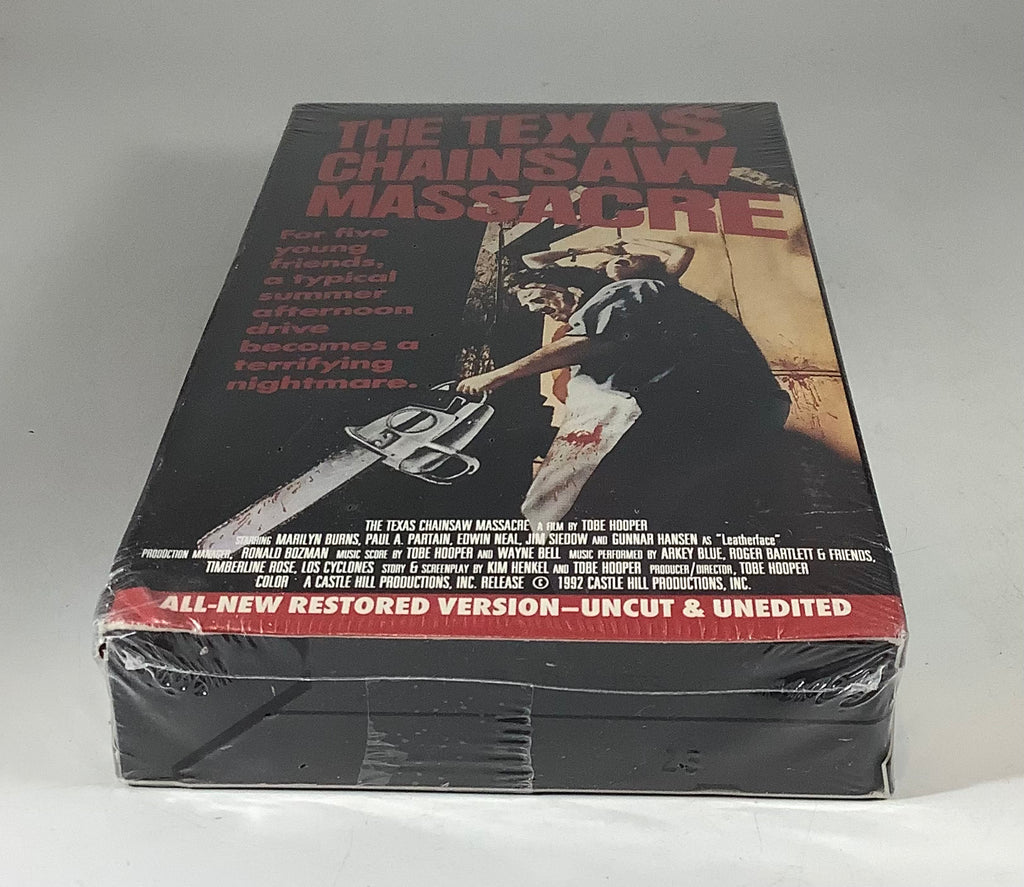 THE TEXAS
CHAINSAW
MASSACRE
For five
young
friends,
a typical
summer
afternoon
drive
becomes a
terrifying
nightmare.
THE TEXAS CHAINSAW MASSACRE A FILM BY TOBE HOOPER
STARRING MARILYN BURNS, PAUL A. PARTAIN, EDWIN NEAL, JIM SIEDOW AND GUNNAR HANSEN AS "Leatherface"
PRODUCTION MANAGER, RONALD BOZMAN MUSIC SCORE BY TOBE HOOPER AND WAYNE BELL MUSIC PERFORMED BY ARKEY BLUE, ROGER BARTLETT & FRIENDS,
TIMBERLINE ROSE, LOS CYCLONES STORY & SCREENPLAY BY KIM HENKEL AND TOBE HOOPER PRODUCER/DIRECTOR, TOBE HOOPER
COLOR · A CASTLE HILL PRODUCTIONS, INC. RELEASE © 1992 CASTLE HILL PRODUCTIONS, INC.
ALL-NEW RESTORED VERSION—UNCUT & UNEDITED